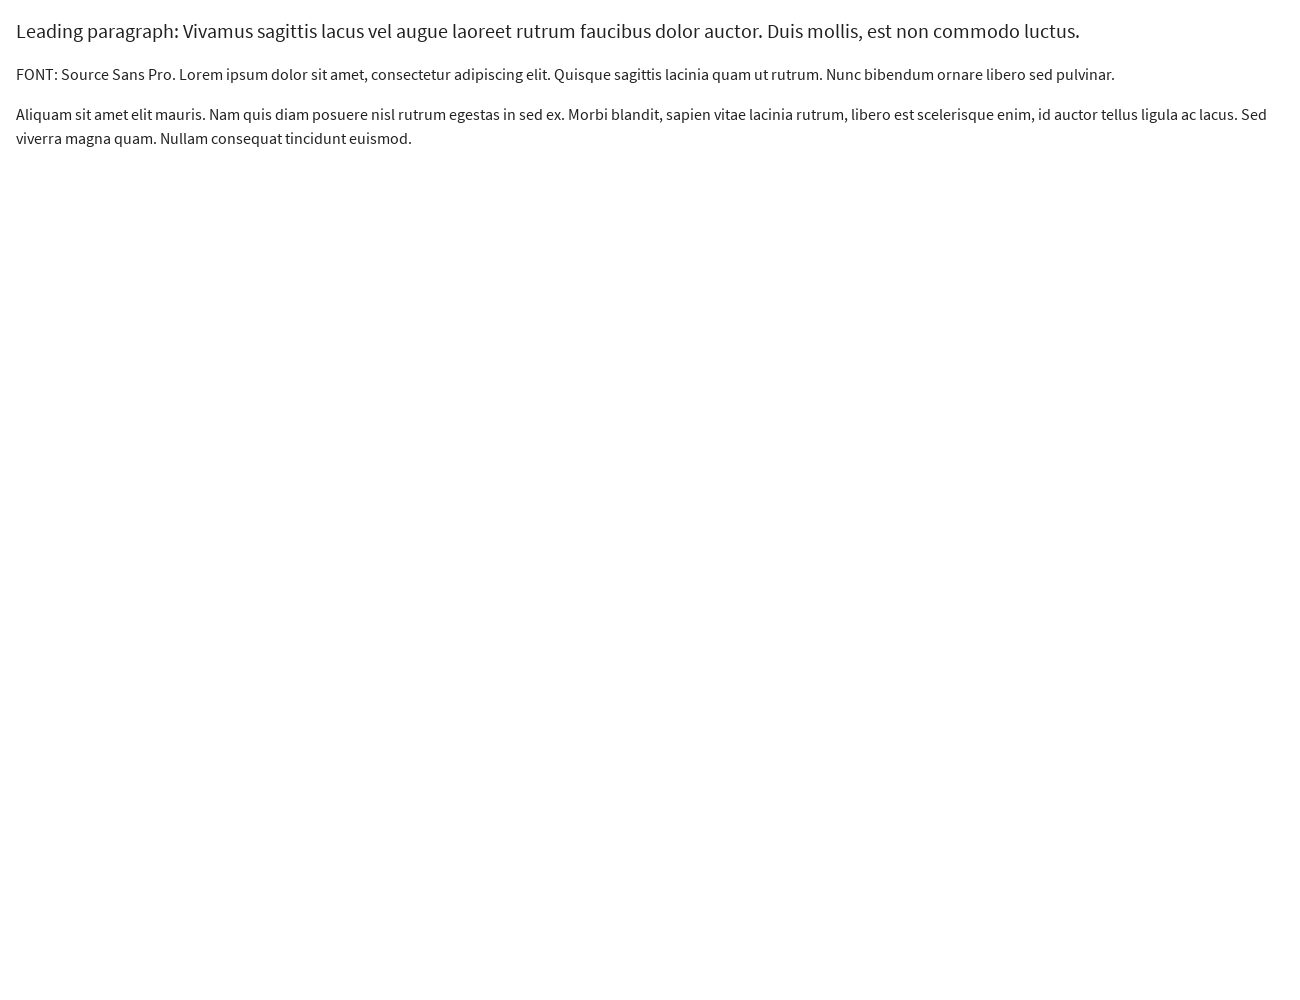 Leading paragraph: Vivamus sagittis lacus vel augue laoreet rutrum faucibus dolor auctor. Duis mollis, est non commodo luctus.
FONT: Source Sans Pro. Lorem ipsum dolor sit amet, consectetur adipiscing elit. Quisque sagittis lacinia quam ut rutrum. Nunc bibendum ornare libero sed pulvinar.
Aliquam sit amet elit mauris. Nam quis diam posuere nisl rutrum egestas in sed ex. Morbi blandit, sapien vitae lacinia rutrum, libero est scelerisque enim, id auctor tellus ligula ac lacus. Sed
viverra magna quam. Nullam consequat tincidunt euismod.